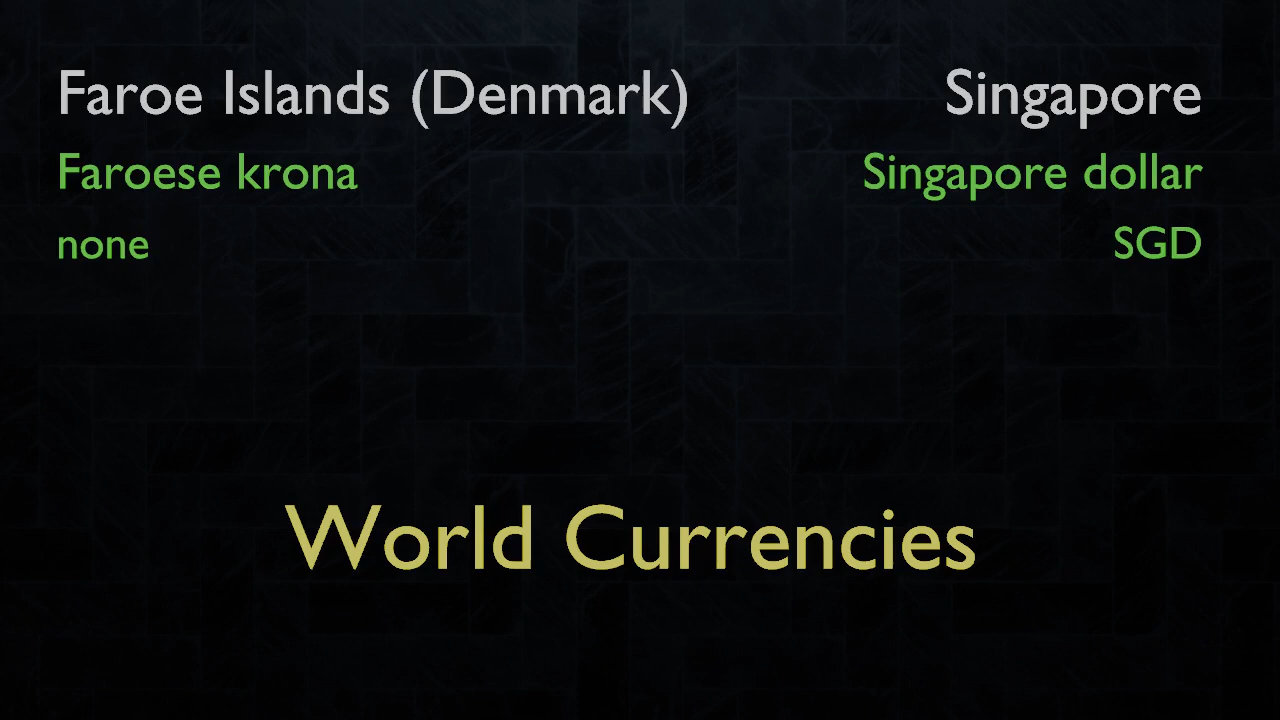 Faroe Islands (Denmark)
Faroese krona
none
Singapore
Singapore dollar
SGD
World Currencies